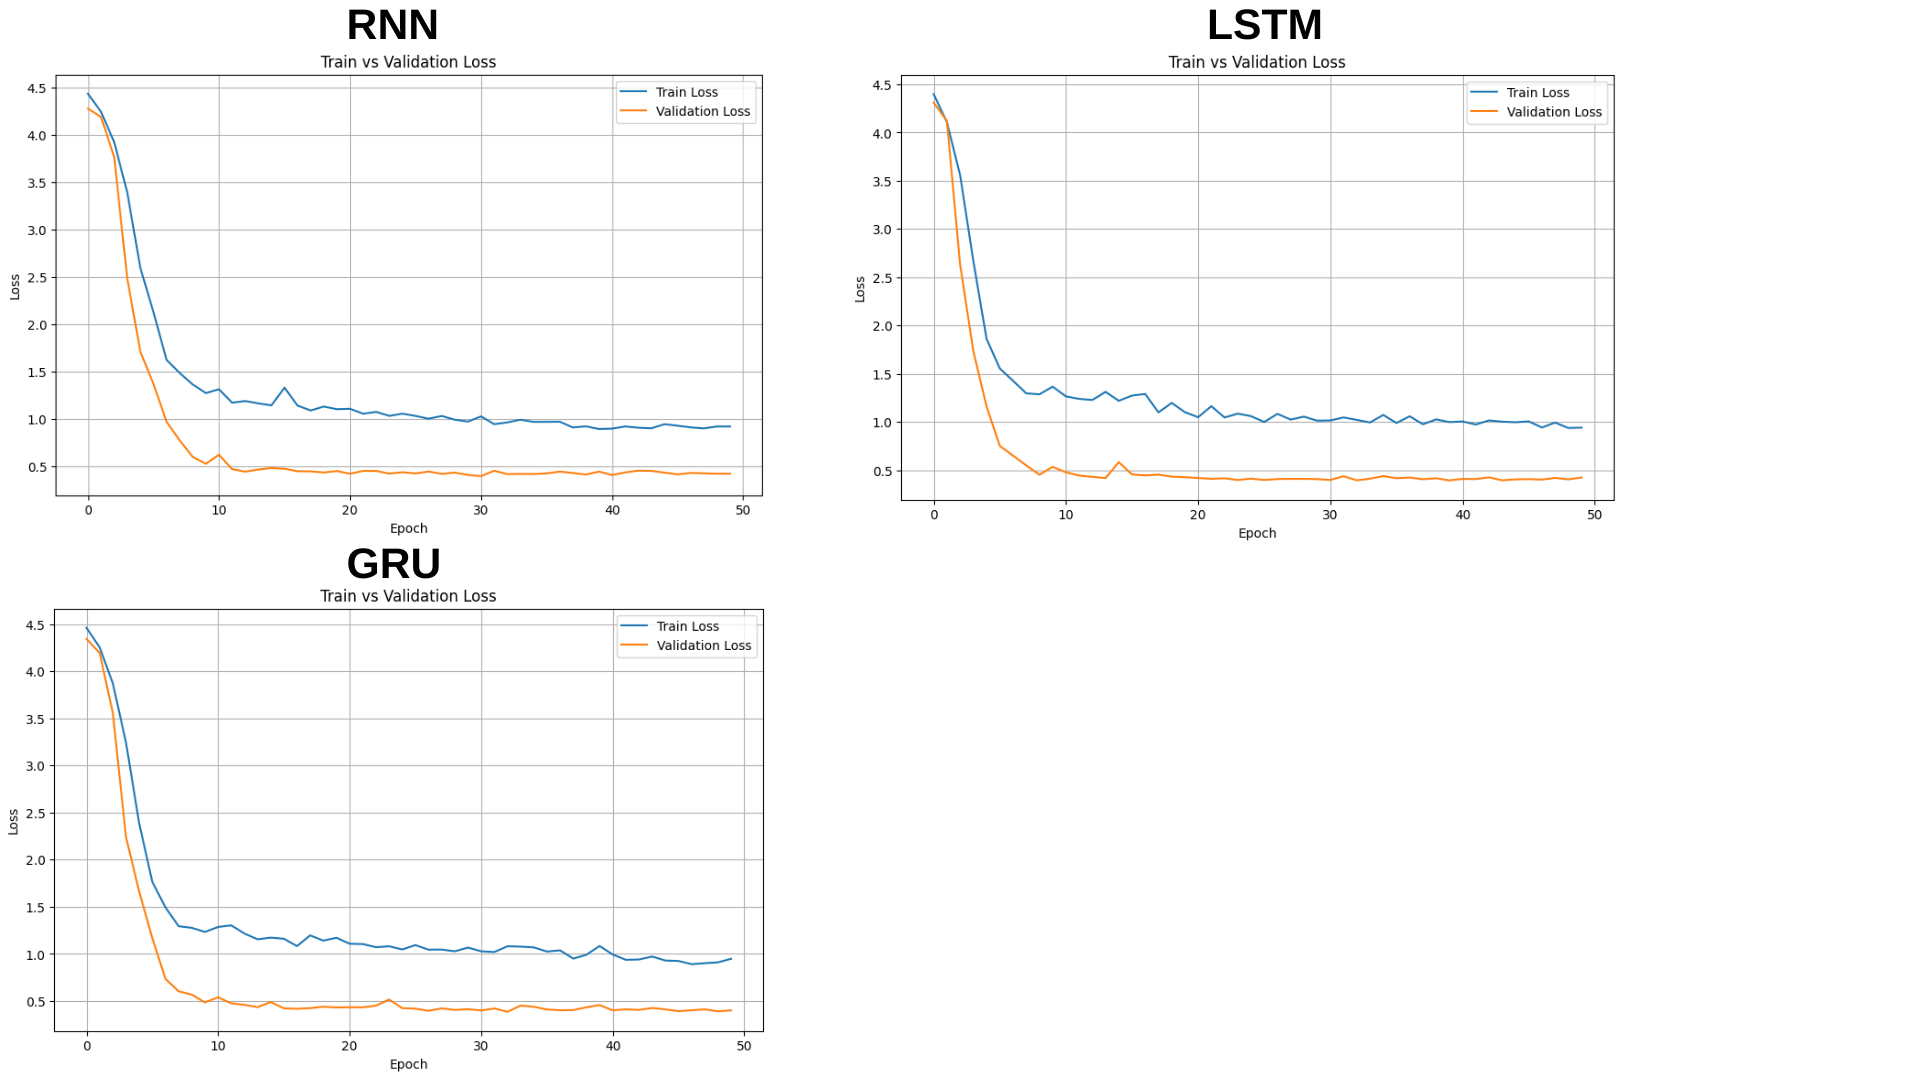 RNN
Train vs Validation Loss
Train Loss
Validation Loss
4.5
4.0
3.5
3.0
2.5
2.0
1.5
1.0
0.5
Loss
0 10 20 30 40 50
Epoch
LSTM
Train vs Validation Loss
Train Loss
Validation Loss
4.5
4.0
3.5
3.0
2.5
2.0
1.5
1.0
0.5
Loss
0 10 20 30 40 50
Epoch
GRU
Train vs Validation Loss
Train Loss
Validation Loss
4.5
4.0
3.5
3.0
2.5
2.0
1.5
1.0
0.5
Loss
0 10 20 30 40 50
Epoch